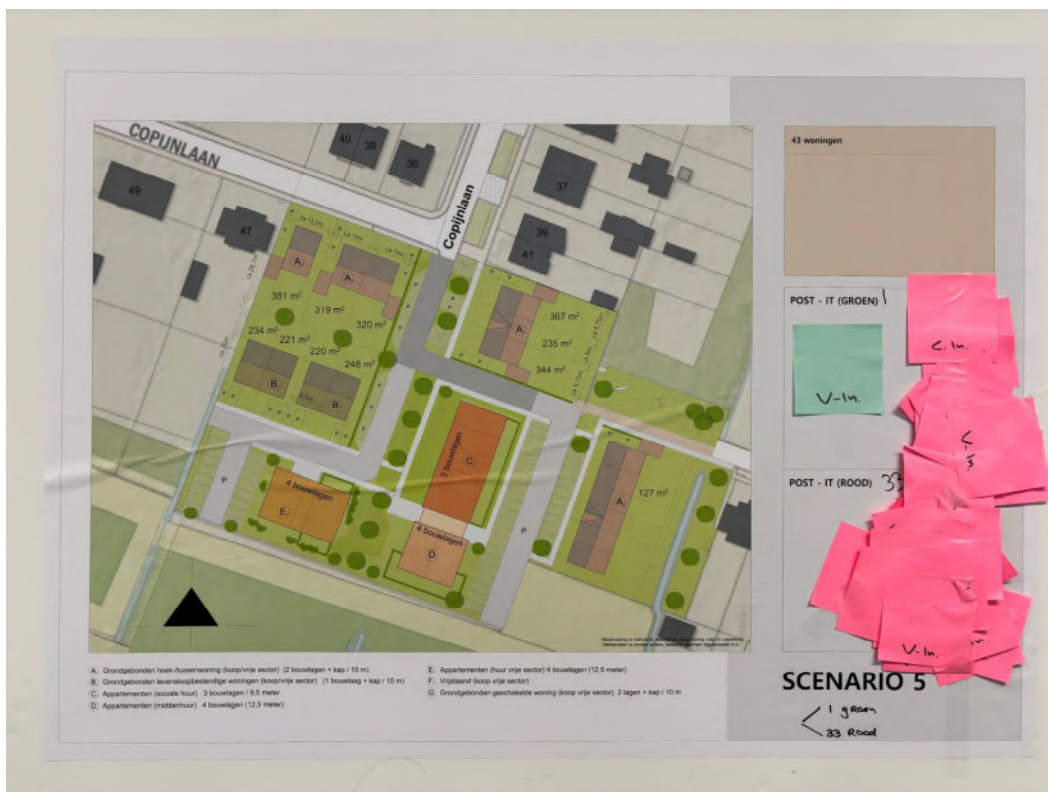 COPIJNLAAN
40
38
36
49
47
Copijnlaan
37
39
41
A.
A.
381 m²
319 m²
320 m²
234 m²
221 m²
220 m²
248 m²
B.
B.
A.
367 m²
235 m²
344 m²
3 bouwlagen
C.
4 bouwlagen
E.
4 bouwlagen
D.
A.
127 m²
P
P
43 woningen
POST - IT (GROEN) 1
V-In.
C.In.
POST - IT (ROOD) 33
V-In.
SCENARIO 5
1 groen
33 Rood
A. Grondgebonden hoek-/tussenwoning (koop/vrije sector) (2 bouwlagen + kap / 10 m)
B. Grondgebonden levensloopbestendige woningen (koop/vrije sector) (1 bouwlaag + kap / 10 m)
C. Appartementen (sociale huur) 3 bouwlagen / 9,5 meter
D. Appartementen (middenhuur) 4 bouwlagen (12,5 meter)
E. Appartementen (huur vrije sector) 4 bouwlagen (12,5 meter)
F. Vrijstaand (koop vrije sector)
G. Grondgebonden geschakelde woning (koop vrije sector) 2 lagen + kap / 10 m